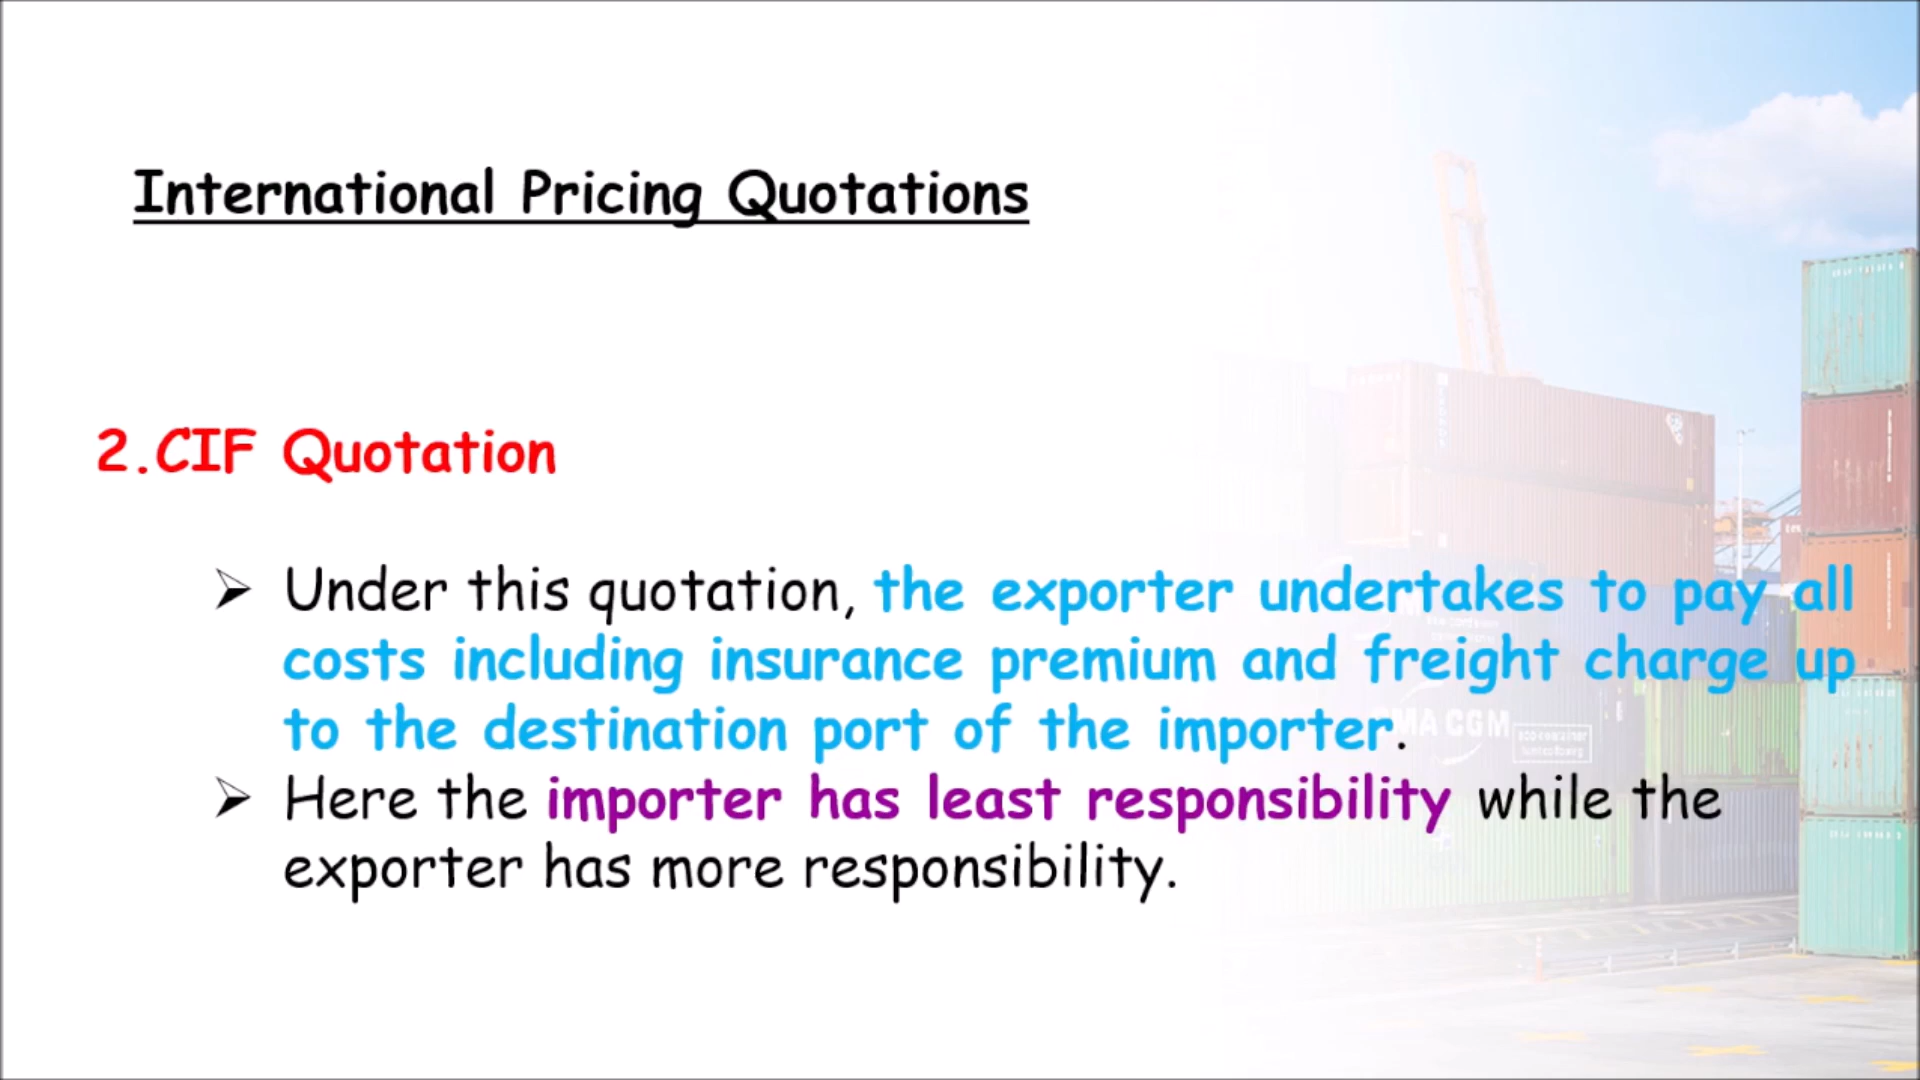 International Pricing Quotations
2.CIF Quotation
➢ Under this quotation, the exporter undertakes to pay all
costs including insurance premium and freight charge up
to the destination port of the importer.
➢ Here the importer has least responsibility while the
exporter has more responsibility.
CMA CGM